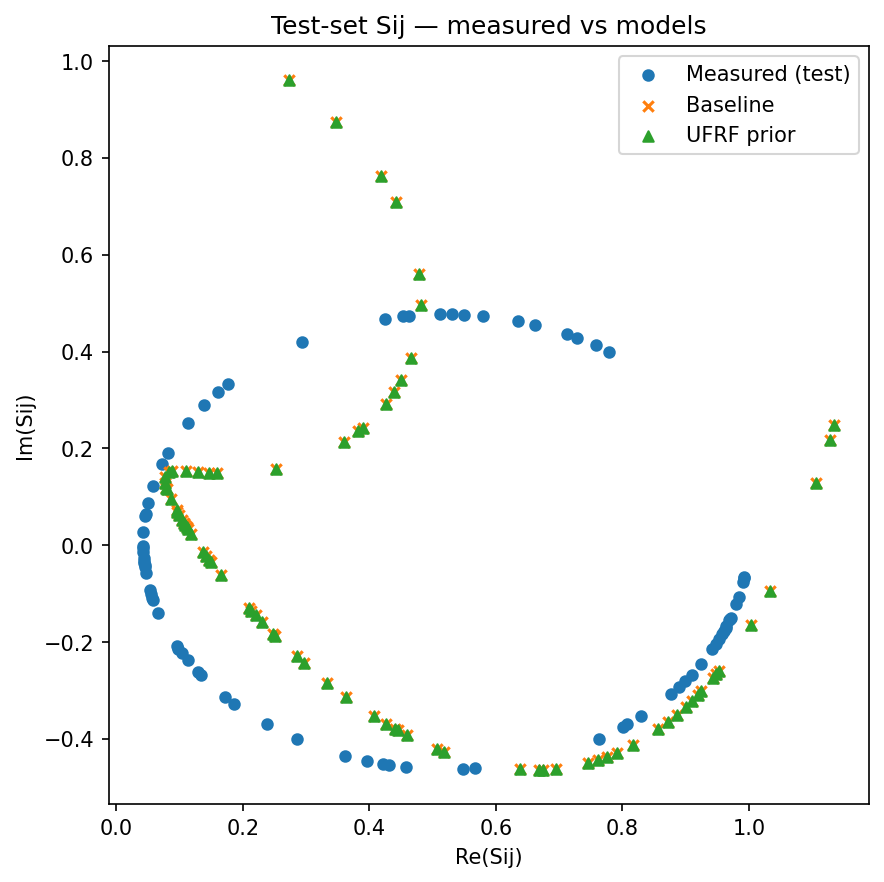 Test-set Sij — measured vs models
Measured (test)
Baseline
UFRF prior
1.0
0.8
0.6
0.4
0.2
0.0
−0.2
−0.4
Im(Sij)
0.0 0.2 0.4 0.6 0.8 1.0
Re(Sij)